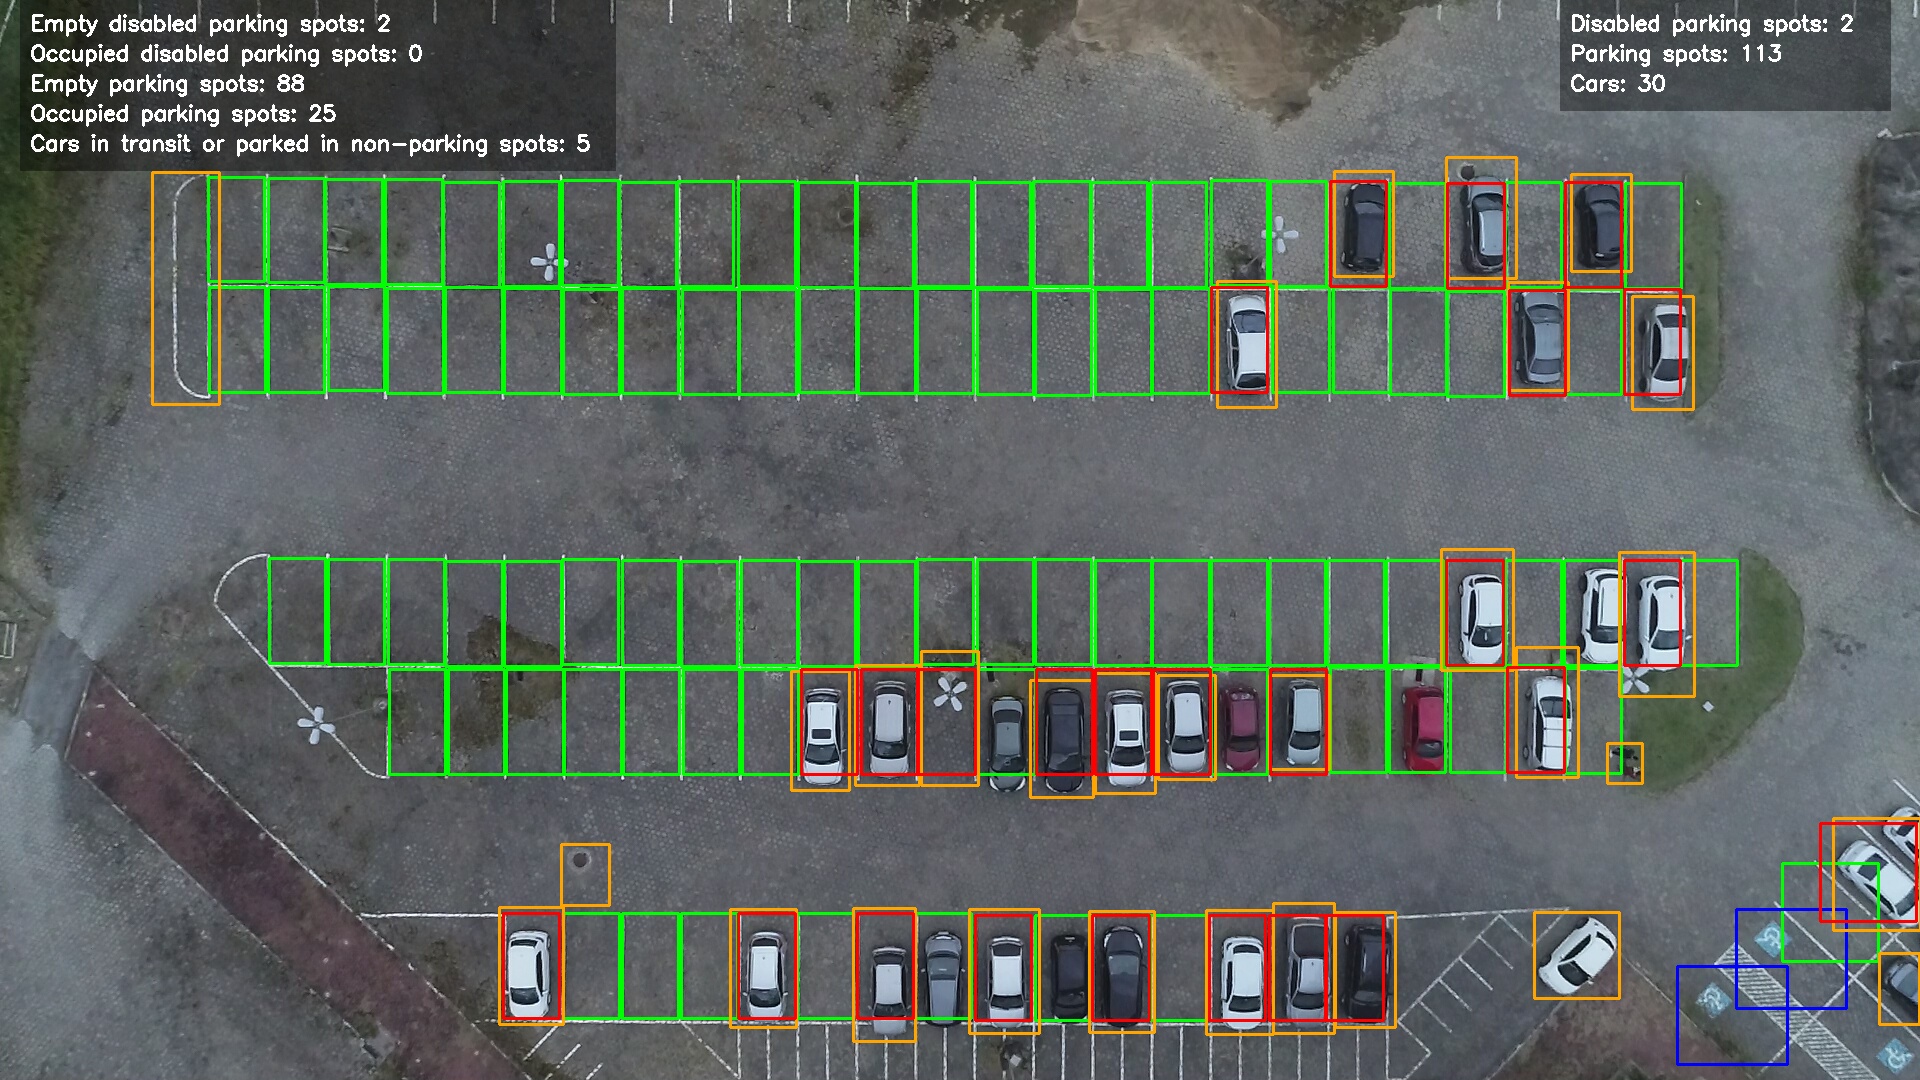 Empty disabled parking spots: 2
Occupied disabled parking spots: 0
Empty parking spots: 88
Occupied parking spots: 25
Cars in transit or parked in non-parking spots: 5
Disabled parking spots: 2
Parking spots: 113
Cars: 30